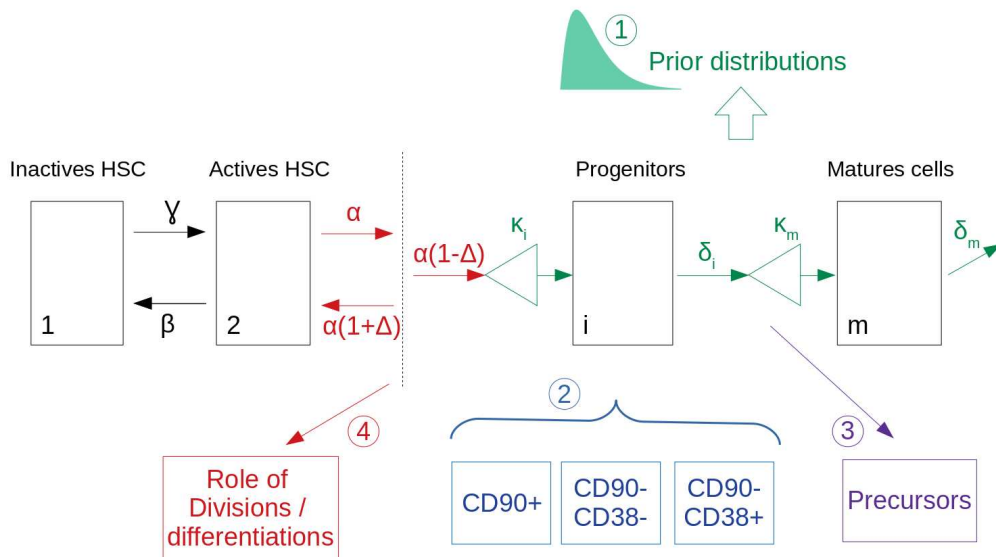 ①
Prior distributions
Inactives HSC
Actives HSC
Progenitors
Matures cells
ɣ
α
κi
κm
δm
α(1-Δ)
δi
β
α(1+Δ)
1
2
i
m
②
④
③
Role of
Divisions /
differentiations
CD90+
CD90-
CD38-
CD90-
CD38+
Precursors